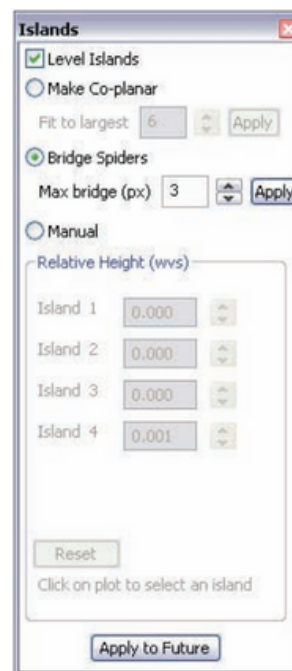 Islands
Level Islands
Make Co-planar
Fit to largest 6 Apply
Bridge Spiders
Max bridge (px) 3 Apply
Manual
Relative Height (wvs)
Island 1 0.000
Island 2 0.000
Island 3 0.000
Island 4 0.001
Reset
Click on plot to select an island
Apply to Future